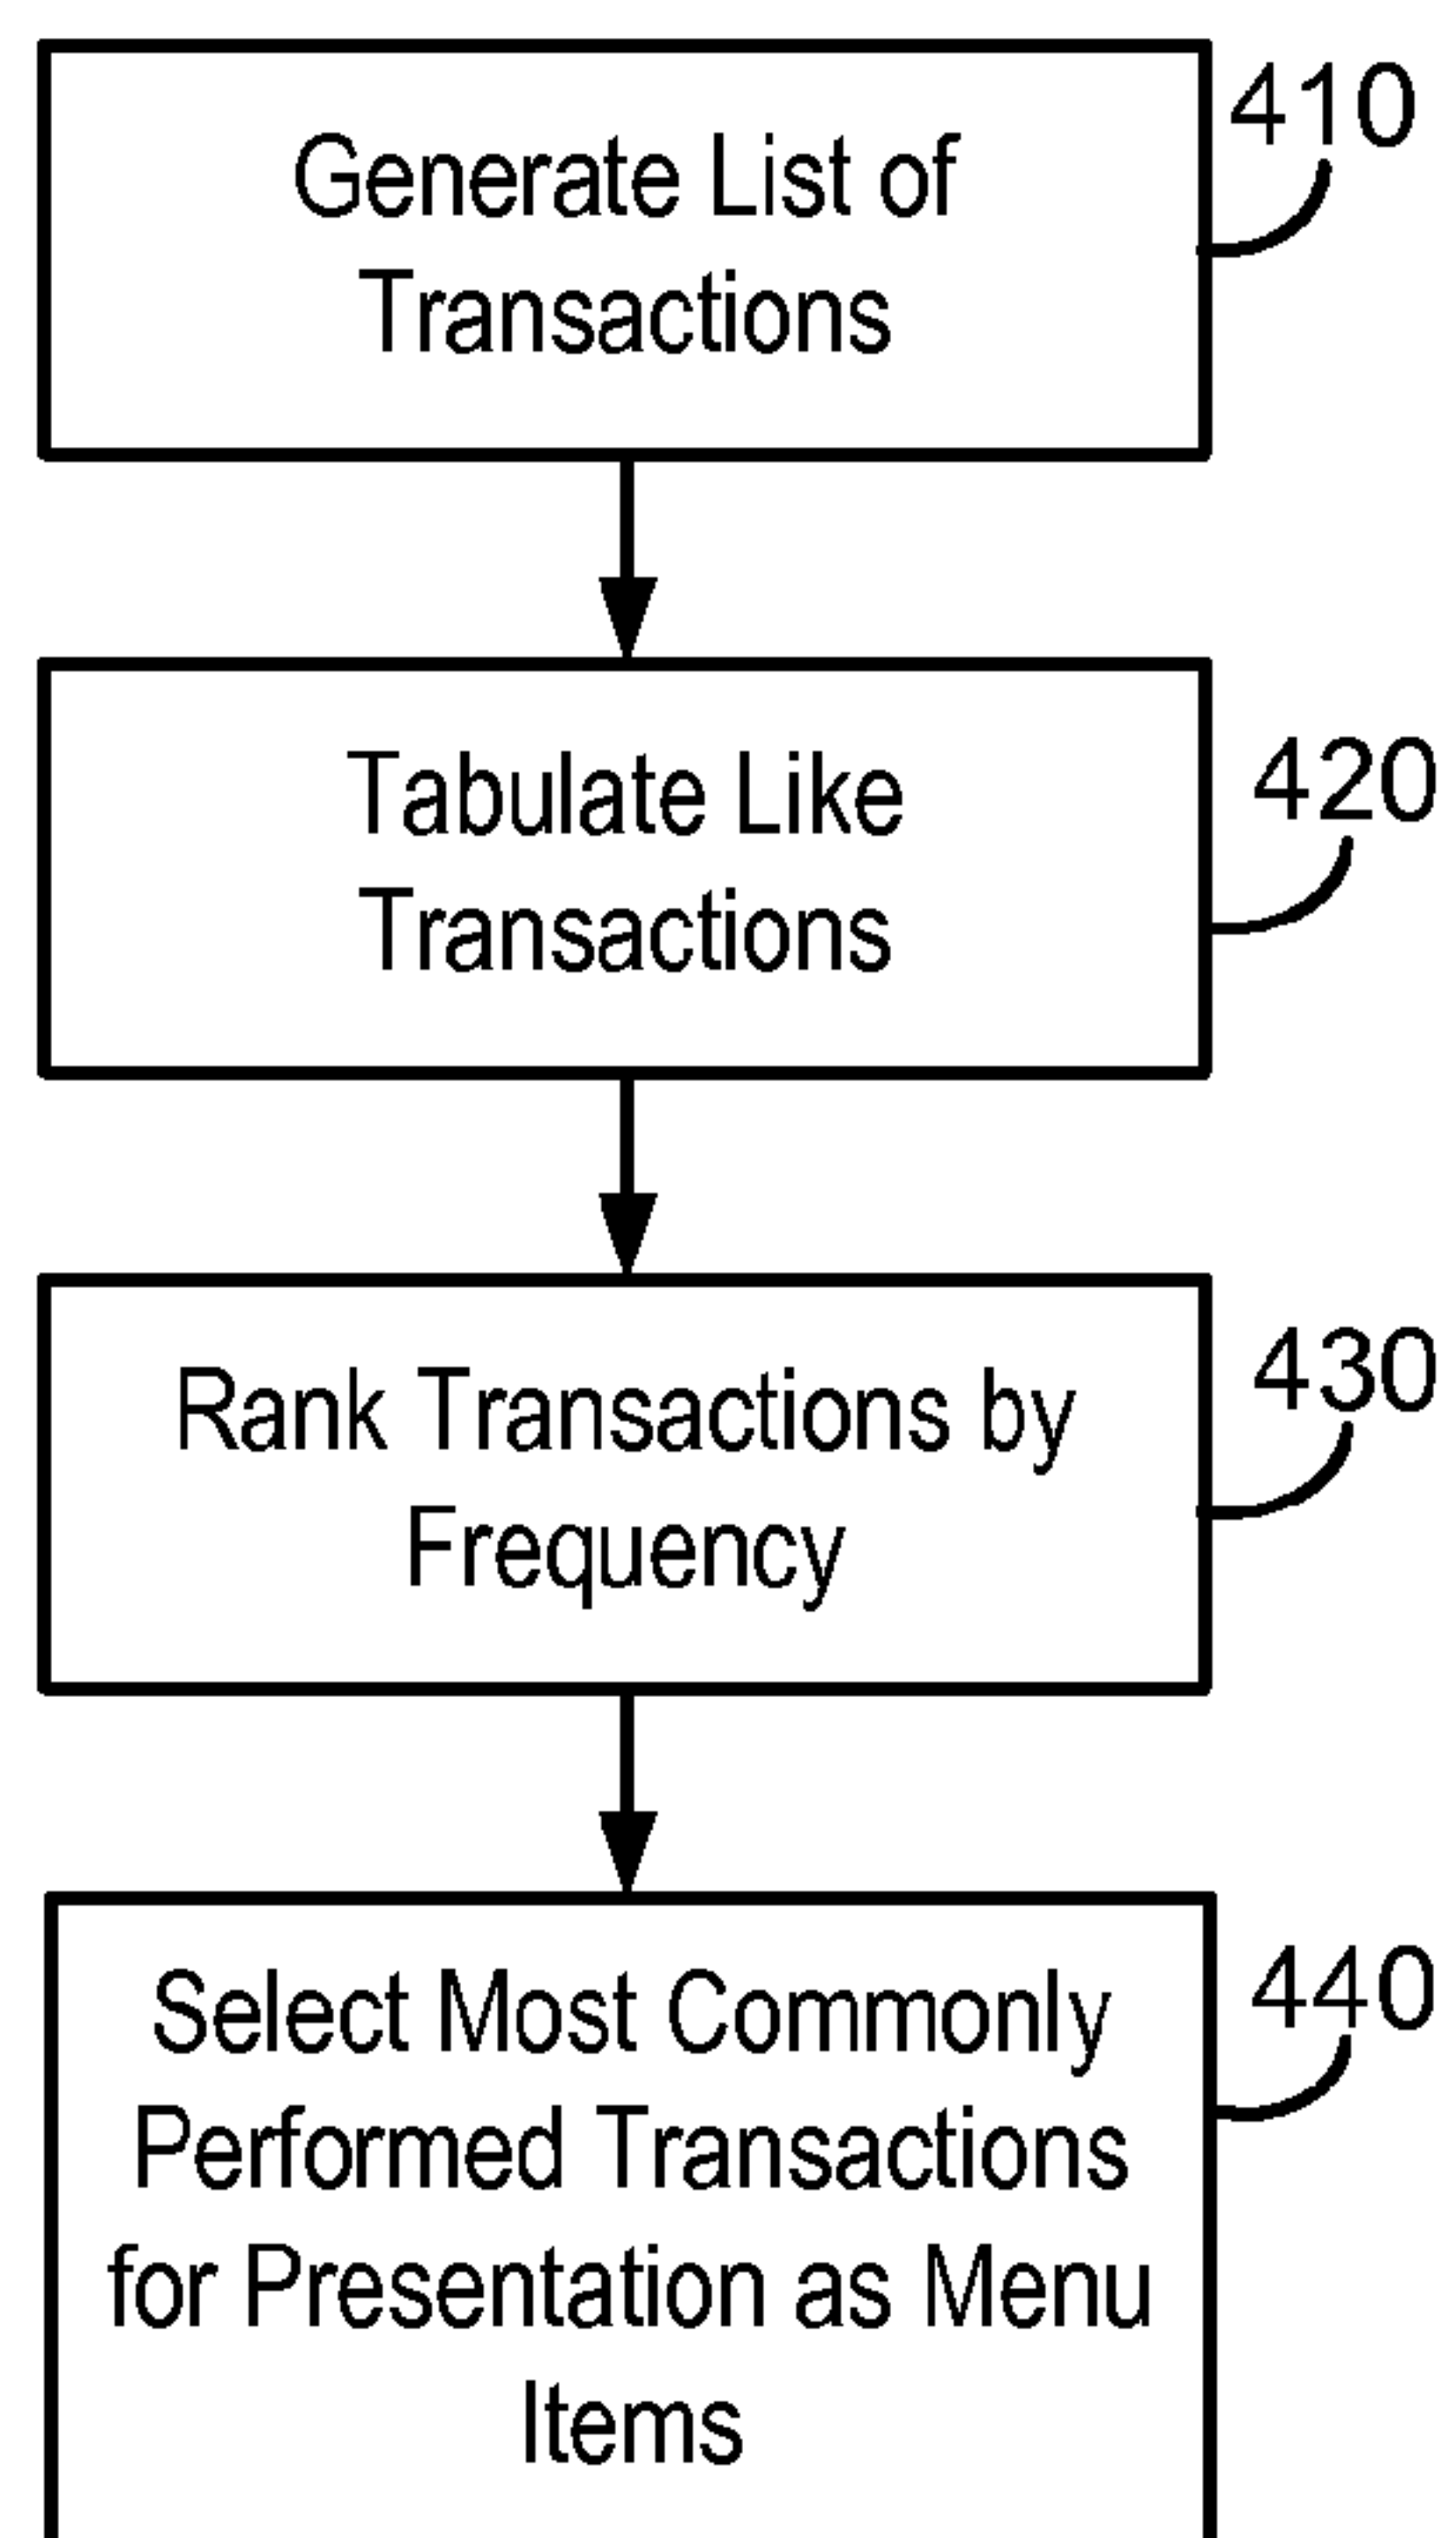 Generate List of
Transactions
410
Tabulate Like
Transactions
420
Rank Transactions by
Frequency
430
Select Most Commonly
Performed Transactions
for Presentation as Menu
Items
440